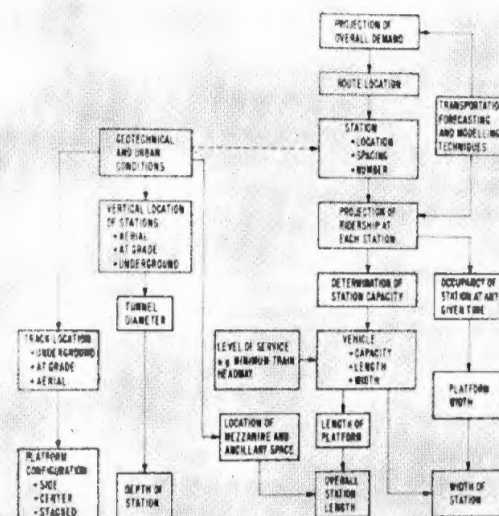 PROJECTION OF
OVERALL DEMAND
ROUTE LOCATION
TRANSPORTATION
FORECASTING
AND MODELLING
TECHNIQUES
STATION
• LOCATION
• SPACING
• NUMBER
GEOTECHNICAL
AND URBAN
CONDITIONS
VERTICAL LOCATION
OF STATIONS
• AERIAL
• AT GRADE
• UNDERGROUND
PROJECTION OF
RIDERSHIP AT
EACH STATION
DETERMINATION OF
STATION CAPACITY
OCCUPANCY OF
STATION AT ANY
GIVEN TIME
TUNNEL
DIAMETER
TRACK LOCATION
• UNDERGROUND
• AT GRADE
• AERIAL
LEVEL OF SERVICE
e.g. MINIMUM TRAIN
HEADWAY
VEHICLE
• CAPACITY
• LENGTH
• WIDTH
PLATFORM
WIDTH
LOCATION OF
MEZZANINE AND
ANCILLARY SPACE
LENGTH OF
PLATFORM
PLATFORM
CONFIGURATION
• SIDE
• CENTER
• STACKED
DEPTH OF
STATION
OVERALL
STATION
LENGTH
WIDTH OF
STATION